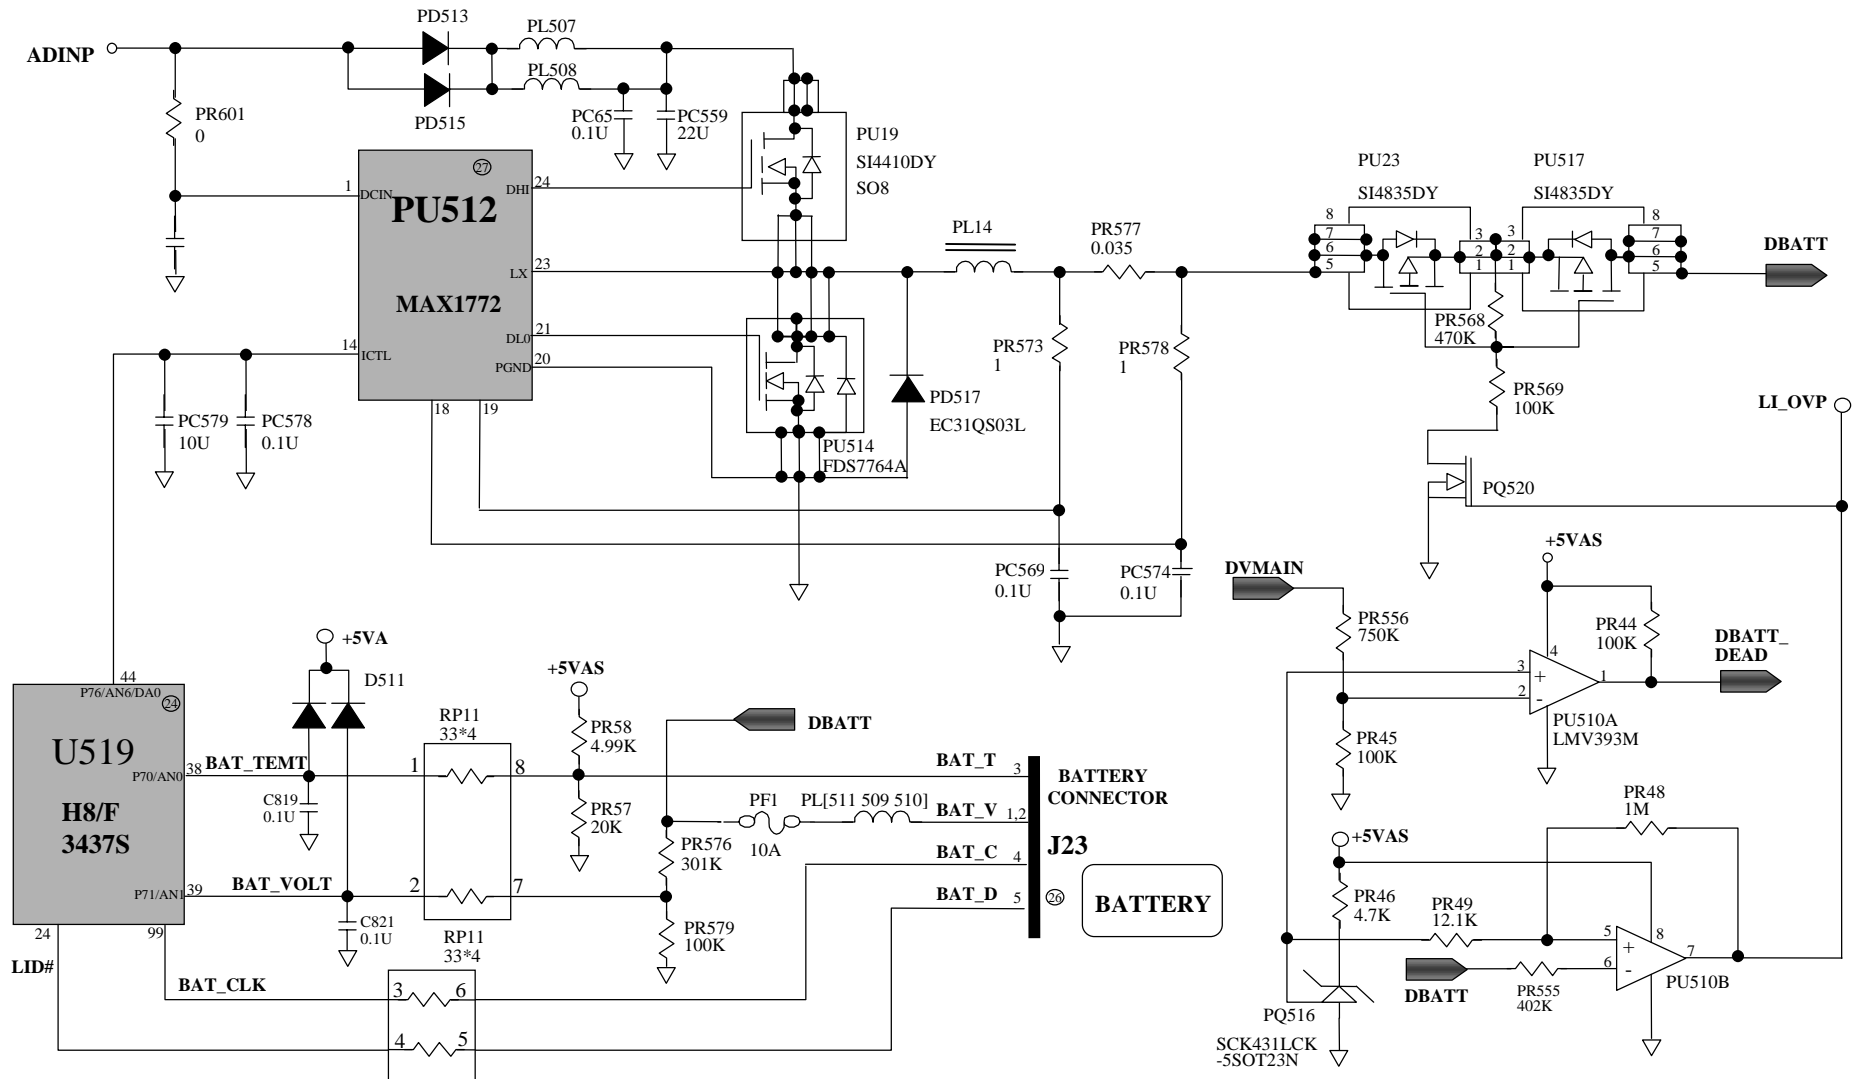 ADINP
PD513
PL507
PL508
PD515
PR601
0
PC65
0.1U
PC559
22U
PU19
SI4410DY
SO8
27
PU512
MAX1772
1
DCIN
14
ICTL
DHI
24
LX
23
DL0
21
PGND
20
18
19
PL14
PR577
0.035
PR573
1
PR578
1
PD517
EC31QS03L
PU514
FDS7764A
PC579
10U
PC578
0.1U
PC569
0.1U
PC574
0.1U
PU23
SI4835DY
PU517
SI4835DY
8
7
6
5
3
2
1
3
2
1
8
7
6
5
DBATT
PR568
470K
PR569
100K
PQ520
LI_OVP
+5VAS
DVMAIN
PR556
750K
PR44
100K
DBATT_
DEAD
4
3
+
2
-
1
PU510A
LMV393M
PR45
100K
+5VAS
PR48
1M
PR46
4.7K
PR49
12.1K
5
+
6
-
8
7
PU510B
DBATT
PR555
402K
PQ516
SCK431LCK
-5SOT23N
+5VA
D511
+5VAS
44
P76/AN6/DA0
24
U519
H8/F
3437S
P70/AN0
38
BAT_TEMT
P71/AN1
39
BAT_VOLT
24
99
LID#
BAT_CLK
C819
0.1U
C821
0.1U
RP11
33*4
1
8
2
7
RP11
33*4
3
6
4
5
PR58
4.99K
PR57
20K
DBATT
PR576
301K
PR579
100K
PF1
10A
PL[511 509 510]
BAT_T
3
BAT_V
1,2
BAT_C
4
BAT_D
5
BATTERY
CONNECTOR
J23
26
BATTERY